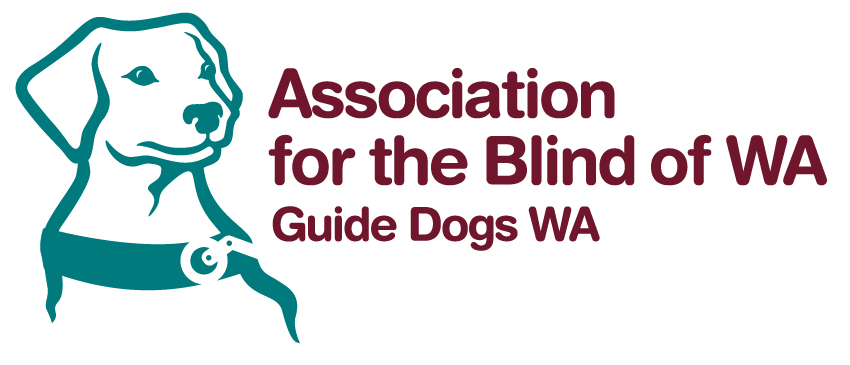 Association
for the Blind of WA
Guide Dogs WA